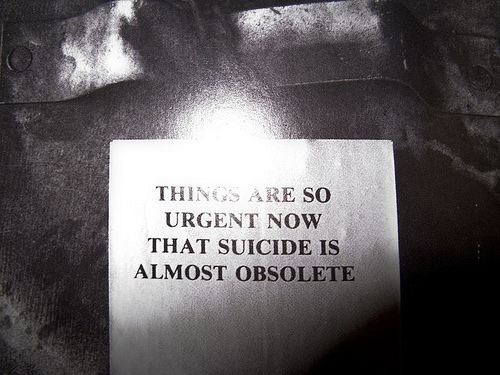 THINGS ARE SO
URGENT NOW
THAT SUICIDE IS
ALMOST OBSOLETE